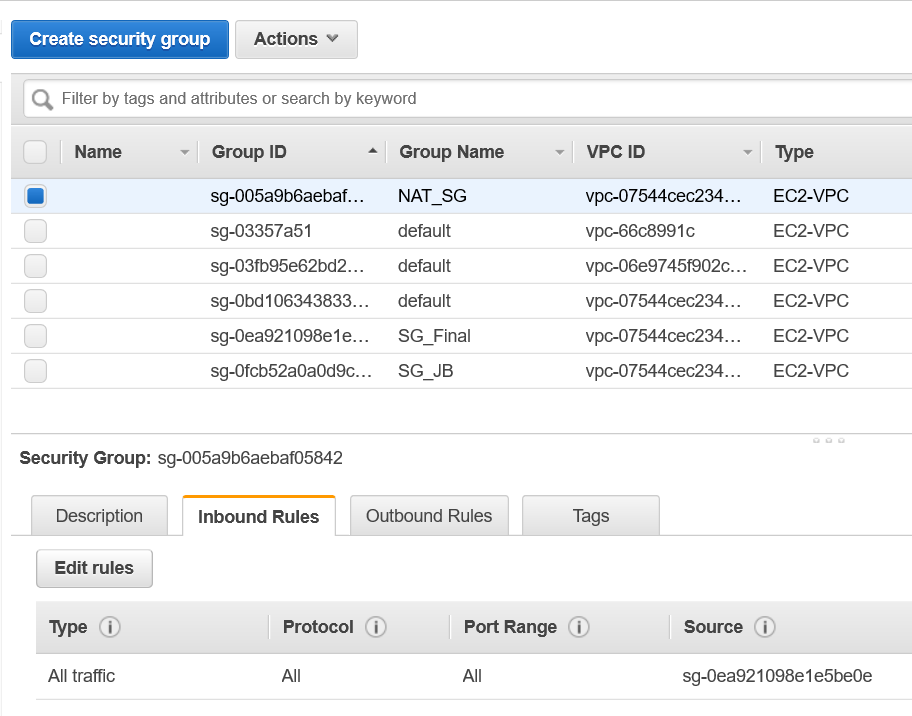 Create security group Actions
Filter by tags and attributes or search by keyword
Name Group ID Group Name VPC ID Type
sg-005a9b6aebaf... NAT_SG vpc-07544cec234... EC2-VPC
sg-03357a51 default vpc-66c8991c EC2-VPC
sg-03fb95e62bd2... default vpc-06e9745f902c... EC2-VPC
sg-0bd106343833... default vpc-07544cec234... EC2-VPC
sg-0ea921098e1e... SG_Final vpc-07544cec234... EC2-VPC
sg-0fcb52a0a0d9c... SG_JB vpc-07544cec234... EC2-VPC
Security Group: sg-005a9b6aebaf05842
Description Inbound Rules Outbound Rules Tags
Edit rules
Type i Protocol i Port Range i Source i
All traffic All All sg-0ea921098e1e5be0e